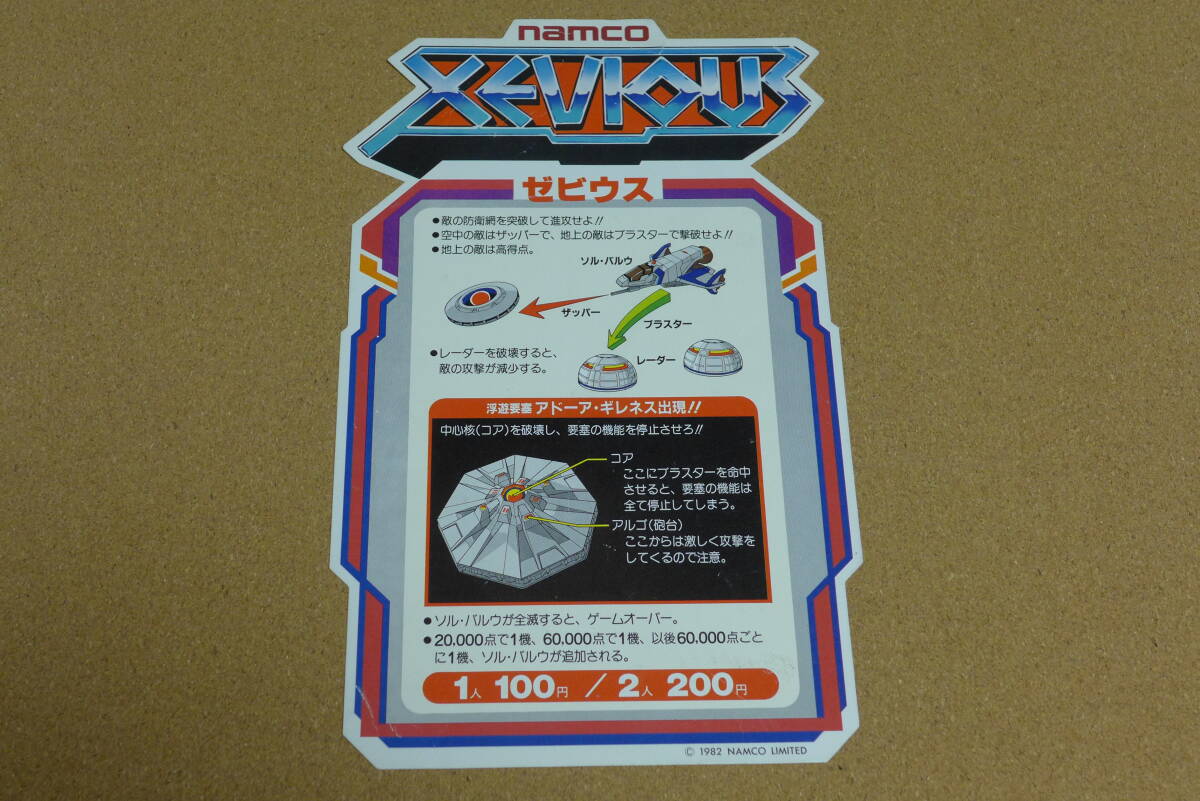 namco
XEVIOUS
ゼビウス
●敵の防衛網を突破して進攻せよ!!
●空中の敵はザッパーで、地上の敵はブラスターで撃破せよ!!
●地上の敵は高得点。
ソル・バルウ
ザッパー
ブラスター
●レーダーを破壊すると、
敵の攻撃が減少する。
レーダー
浮遊要塞 アドーア・ギレネス出現!!
中心核(コア)を破壊し、要塞の機能を停止させろ!!
コア
ここにブラスターを命中
させると、要塞の機能は
全て停止してしまう。
アルゴ(砲台)
ここからは激しく攻撃を
してくるので注意。
●ソル・バルウが全滅すると、ゲームオーバー。
●20,000点で1機、60,000点で1機、以後60,000点ごと
に1機、ソル・バルウが追加される。
1人 100円 / 2人 200円
© 1982 NAMCO LIMITED